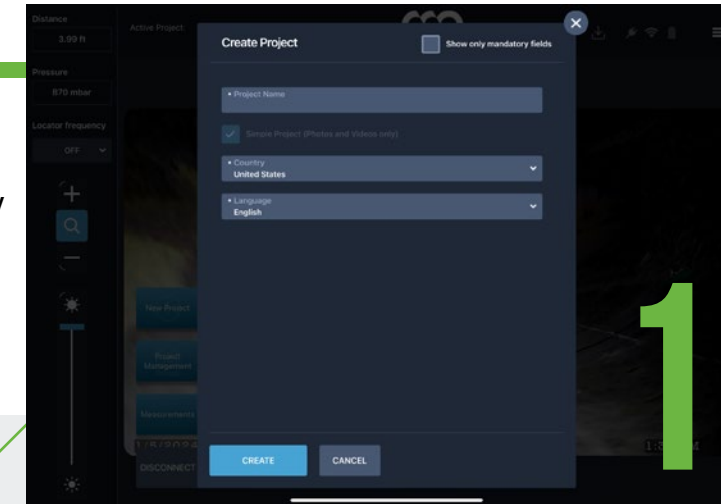 Distance
3.99 ft
Pressure
870 mbar
Locator frequency
OFF
Active Project:
Create Project
Show only mandatory fields
• Project Name
Simple Project (Photos and Videos only)
• Country
United States
• Language
English
New Project
Project
Management
Measurements
DISCONNECT
CREATE
CANCEL
y
1